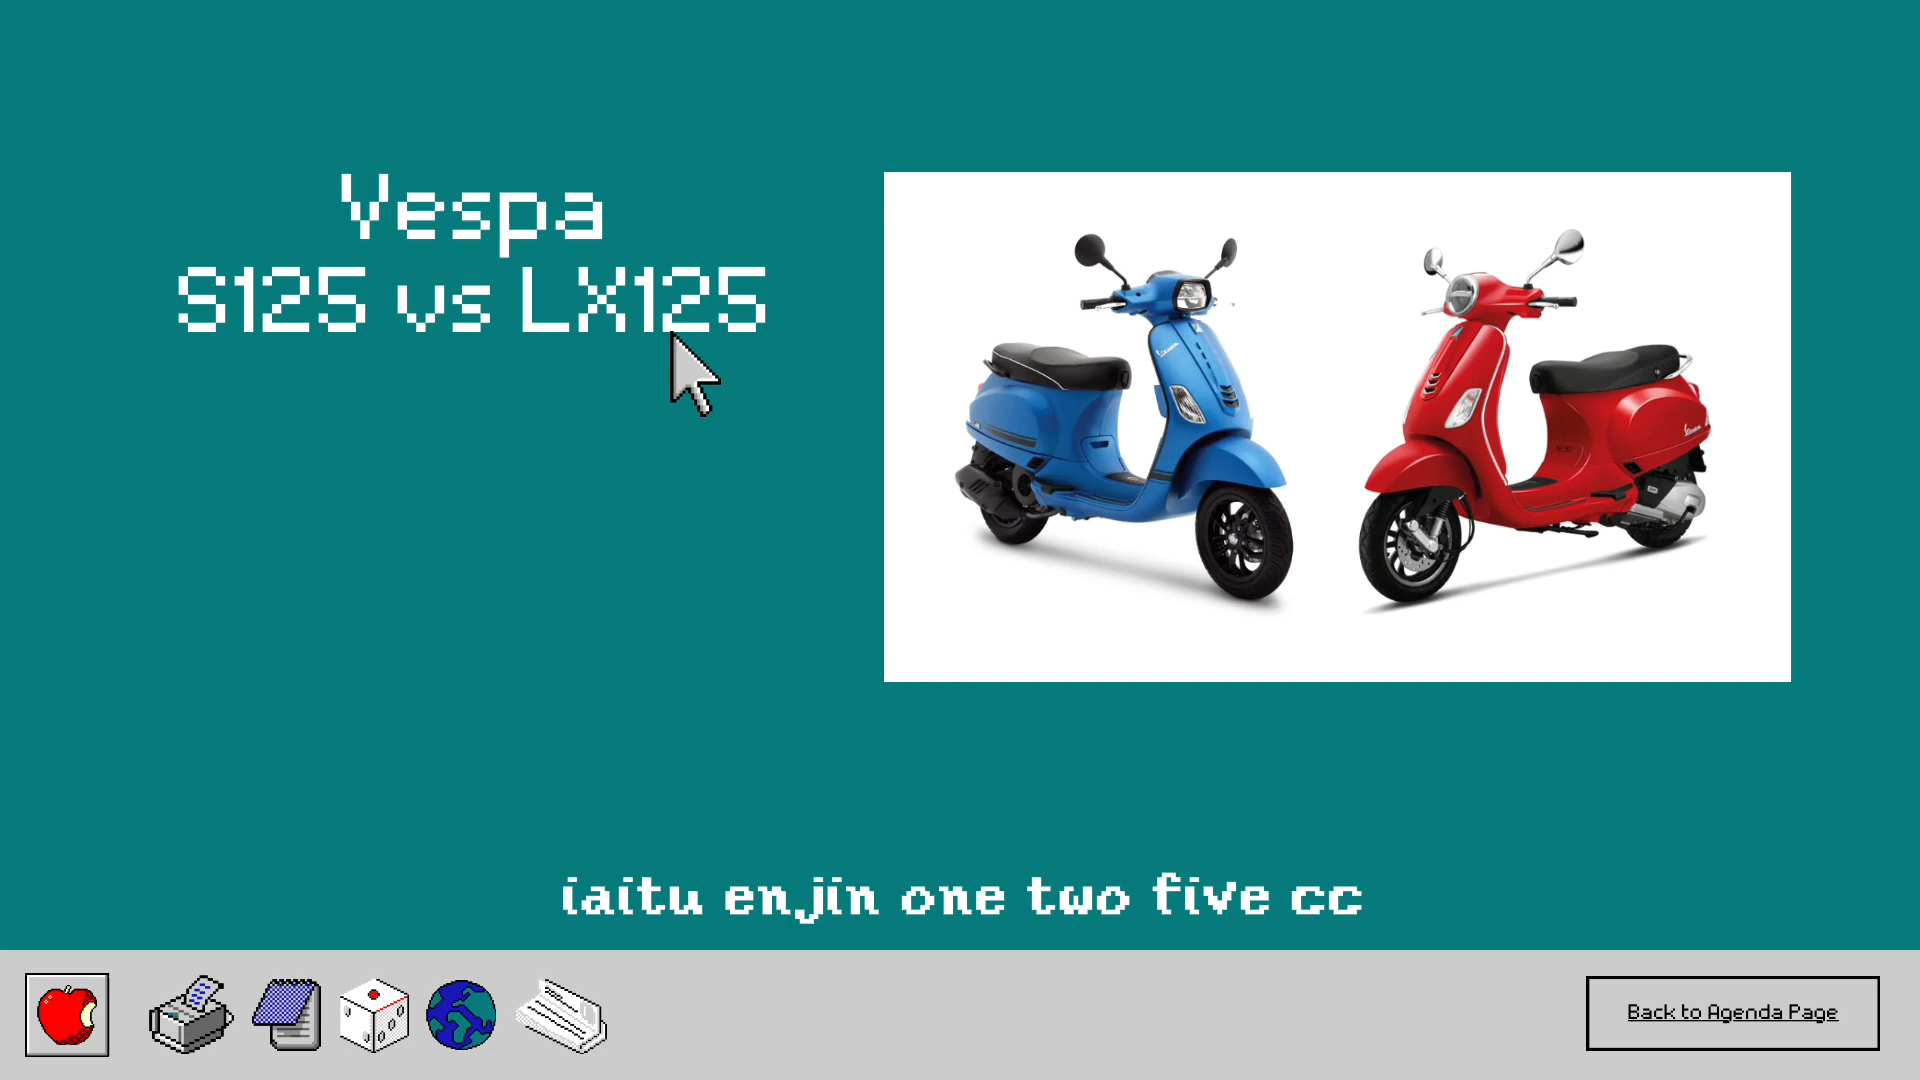 Vespa
S125 vs LX125
iaitu enjin one two five cc
Back to Agenda Page